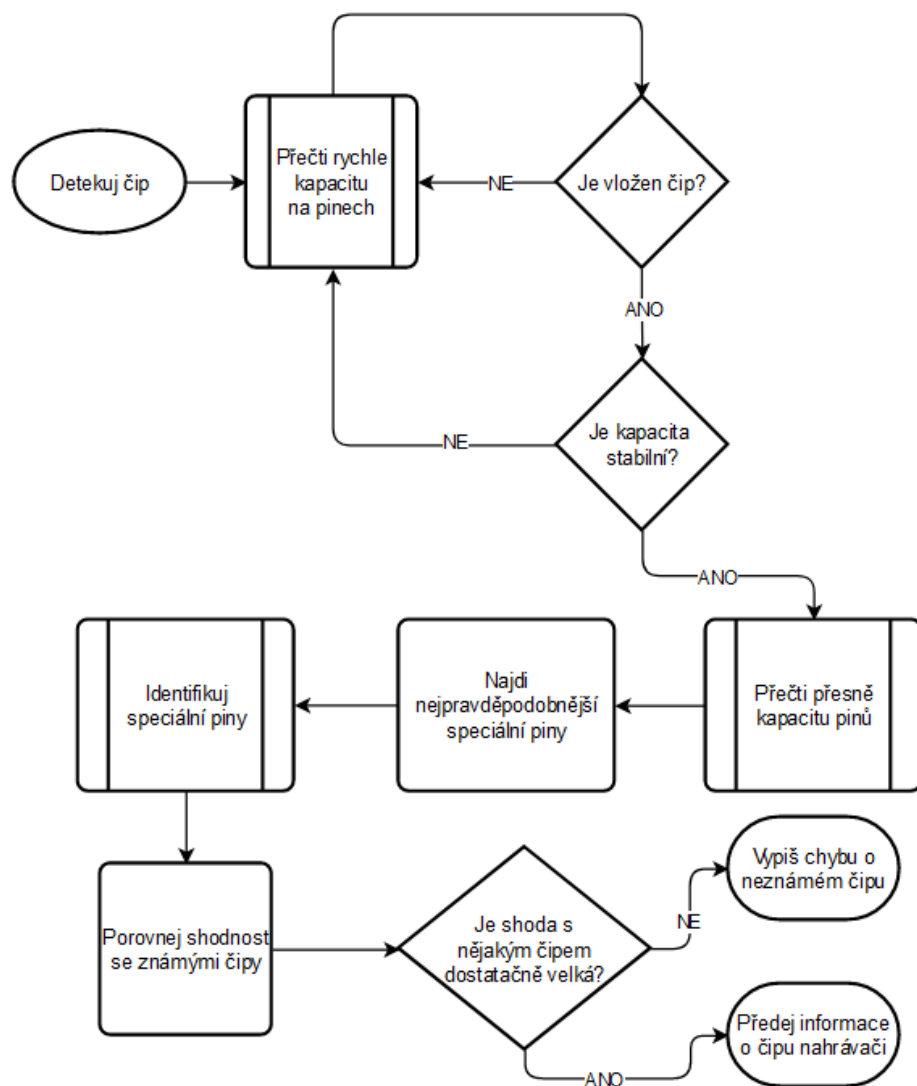 Detekuj čip
Přečti rychle
kapacitu
na pinech
NE
Je vložen čip?
ANO
Je kapacita
stabilní?
NE
ANO
Přečti přesně
kapacitu pinů
Najdi
nejpravděpodobnější
speciální piny
Identifikuj
speciální piny
Porovnej shodnost
se známými čipy
Je shoda s
nějakým čipem
dostatačně velká?
NE
Vypiš chybu o
neznámém čipu
ANO
Předej informace
o čipu nahrávači